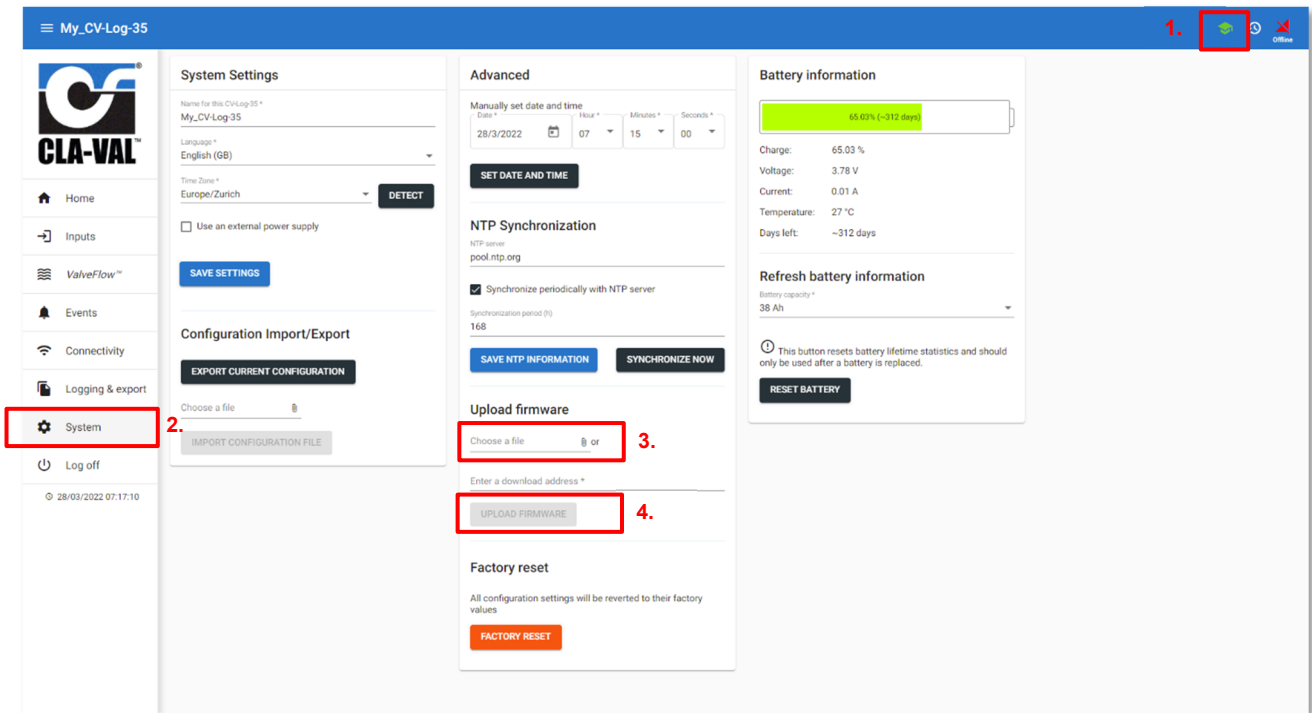 My_CV-Log-35
1.
Offline
CLA-VAL™
Home
Inputs
ValveFlow™
Events
Connectivity
Logging & export
System
2.
Log off
28/03/2022 07:17:10
System Settings
Name for this CV-Log-35 *
My_CV-Log-35
Language *
English (GB)
Time Zone *
Europe/Zurich
DETECT
Use an external power supply
SAVE SETTINGS
Configuration Import/Export
EXPORT CURRENT CONFIGURATION
Choose a file
IMPORT CONFIGURATION FILE
Advanced
Manually set date and time
Date * Hour * Minutes * Seconds *
28/3/2022 07 15 00
SET DATE AND TIME
NTP Synchronization
NTP server
pool.ntp.org
Synchronize periodically with NTP server
Synchronization period (h)
168
SAVE NTP INFORMATION SYNCHRONIZE NOW
Upload firmware
Choose a file or
3.
Enter a download address *
UPLOAD FIRMWARE
4.
Factory reset
All configuration settings will be reverted to their factory
values
FACTORY RESET
Battery information
65.03% (~312 days)
Charge: 65.03 %
Voltage: 3.78 V
Current: 0.01 A
Temperature: 27 °C
Days left: ~312 days
Refresh battery information
Battery capacity *
38 Ah
This button resets battery lifetime statistics and should
only be used after a battery is replaced.
RESET BATTERY